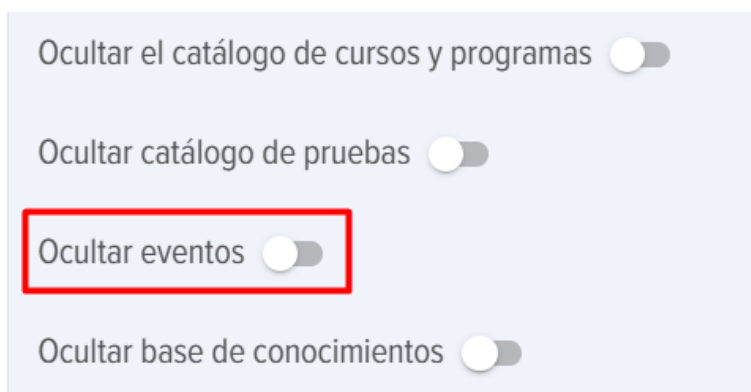 Ocultar el catálogo de cursos y programas
Ocultar catálogo de pruebas
Ocultar eventos
Ocultar base de conocimientos